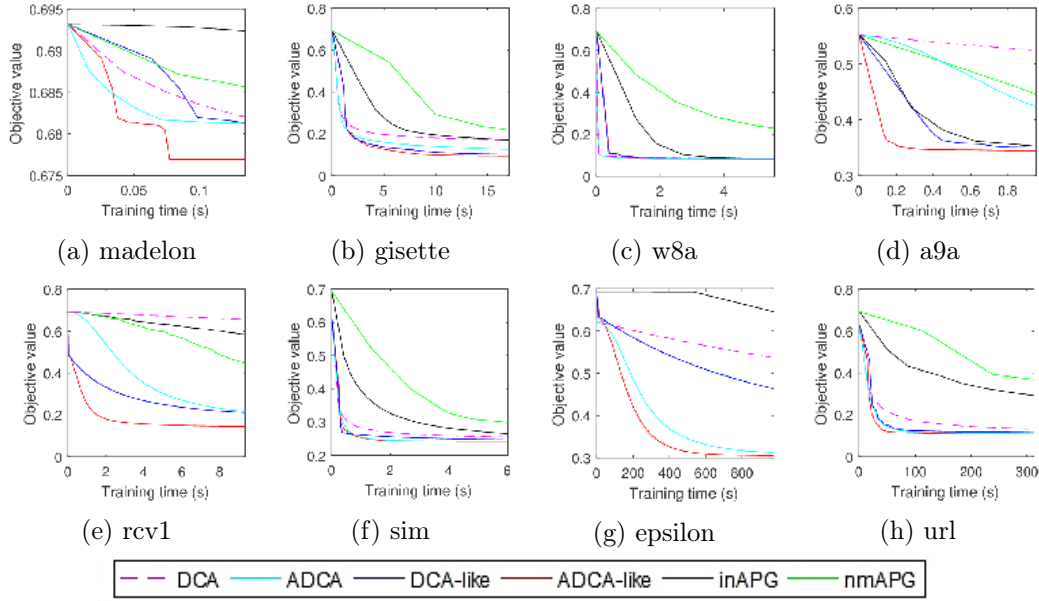 0.695
0.69
0.685
0.68
0.675
0 0.05 0.1
Objective value
Training time (s)
(a) madelon
0.8
0.6
0.4
0.2
0
0 5 10 15
Objective value
Training time (s)
(b) gisette
0.8
0.6
0.4
0.2
0
0 2 4
Objective value
Training time (s)
(c) w8a
0.6
0.5
0.4
0.3
0 0.2 0.4 0.6 0.8
Objective value
Training time (s)
(d) a9a
0.8
0.6
0.4
0.2
0
0 2 4 6 8
Objective value
Training time (s)
(e) rcv1
0.7
0.6
0.5
0.4
0.3
0.2
0 2 4 6
Objective value
Training time (s)
(f) sim
0.7
0.6
0.5
0.4
0.3
0 200 400 600 800
Objective value
Training time (s)
(g) epsilon
0.8
0.6
0.4
0.2
0
0 100 200 300
Objective value
Training time (s)
(h) url
DCA ADCA DCA-like ADCA-like inAPG nmAPG